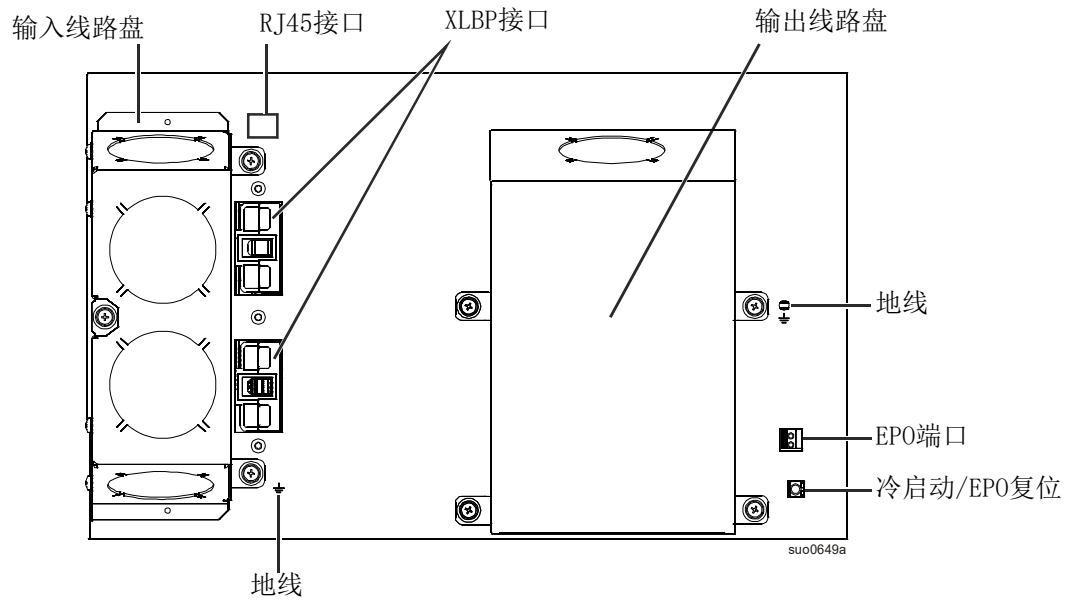 输入线路盘
RJ45接口
XLBP接口
输出线路盘
地线
EPO端口
冷启动/EPO复位
suo0649a
地线